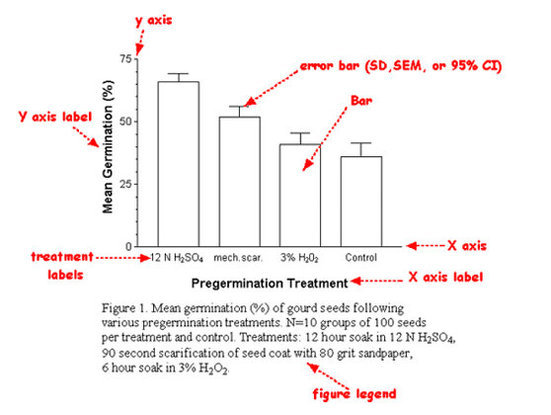 y axis
75
error bar (SD,SEM, or 95% CI)
Bar
Y axis label
Mean Germination (%)
50
25
0
X axis
treatment labels
12 N H₂SO₄ mech.scar. 3% H₂O₂ Control
Pregermination Treatment
X axis label
Figure 1. Mean germination (%) of gourd seeds following
various pregermination treatments. N=10 groups of 100 seeds
per treatment and control. Treatments: 12 hour soak in 12 N H₂SO₄,
90 second scarification of seed coat with 80 grit sandpaper,
6 hour soak in 3% H₂O₂.
figure legend